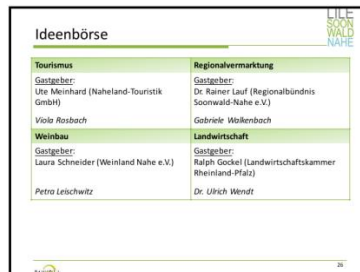 LILE
SOON
WALD
NAHE
Ideenbörse
Tourismus
Gastgeber:
Ute Meinhard (Naheland-Touristik
GmbH)
Viola Rosbach
Regionalvermarktung
Gastgeber:
Dr. Rainer Lauf (Regionalbündnis
Soonwald-Nahe e.V.)
Gabriele Walkenbach
Weinbau
Gastgeber:
Laura Schneider (Weinland Nahe e.V.)
Petra Leischwitz
Landwirtschaft
Gastgeber:
Ralph Gockel (Landwirtschaftskammer
Rheinland-Pfalz)
Dr. Ulrich Wendt
26